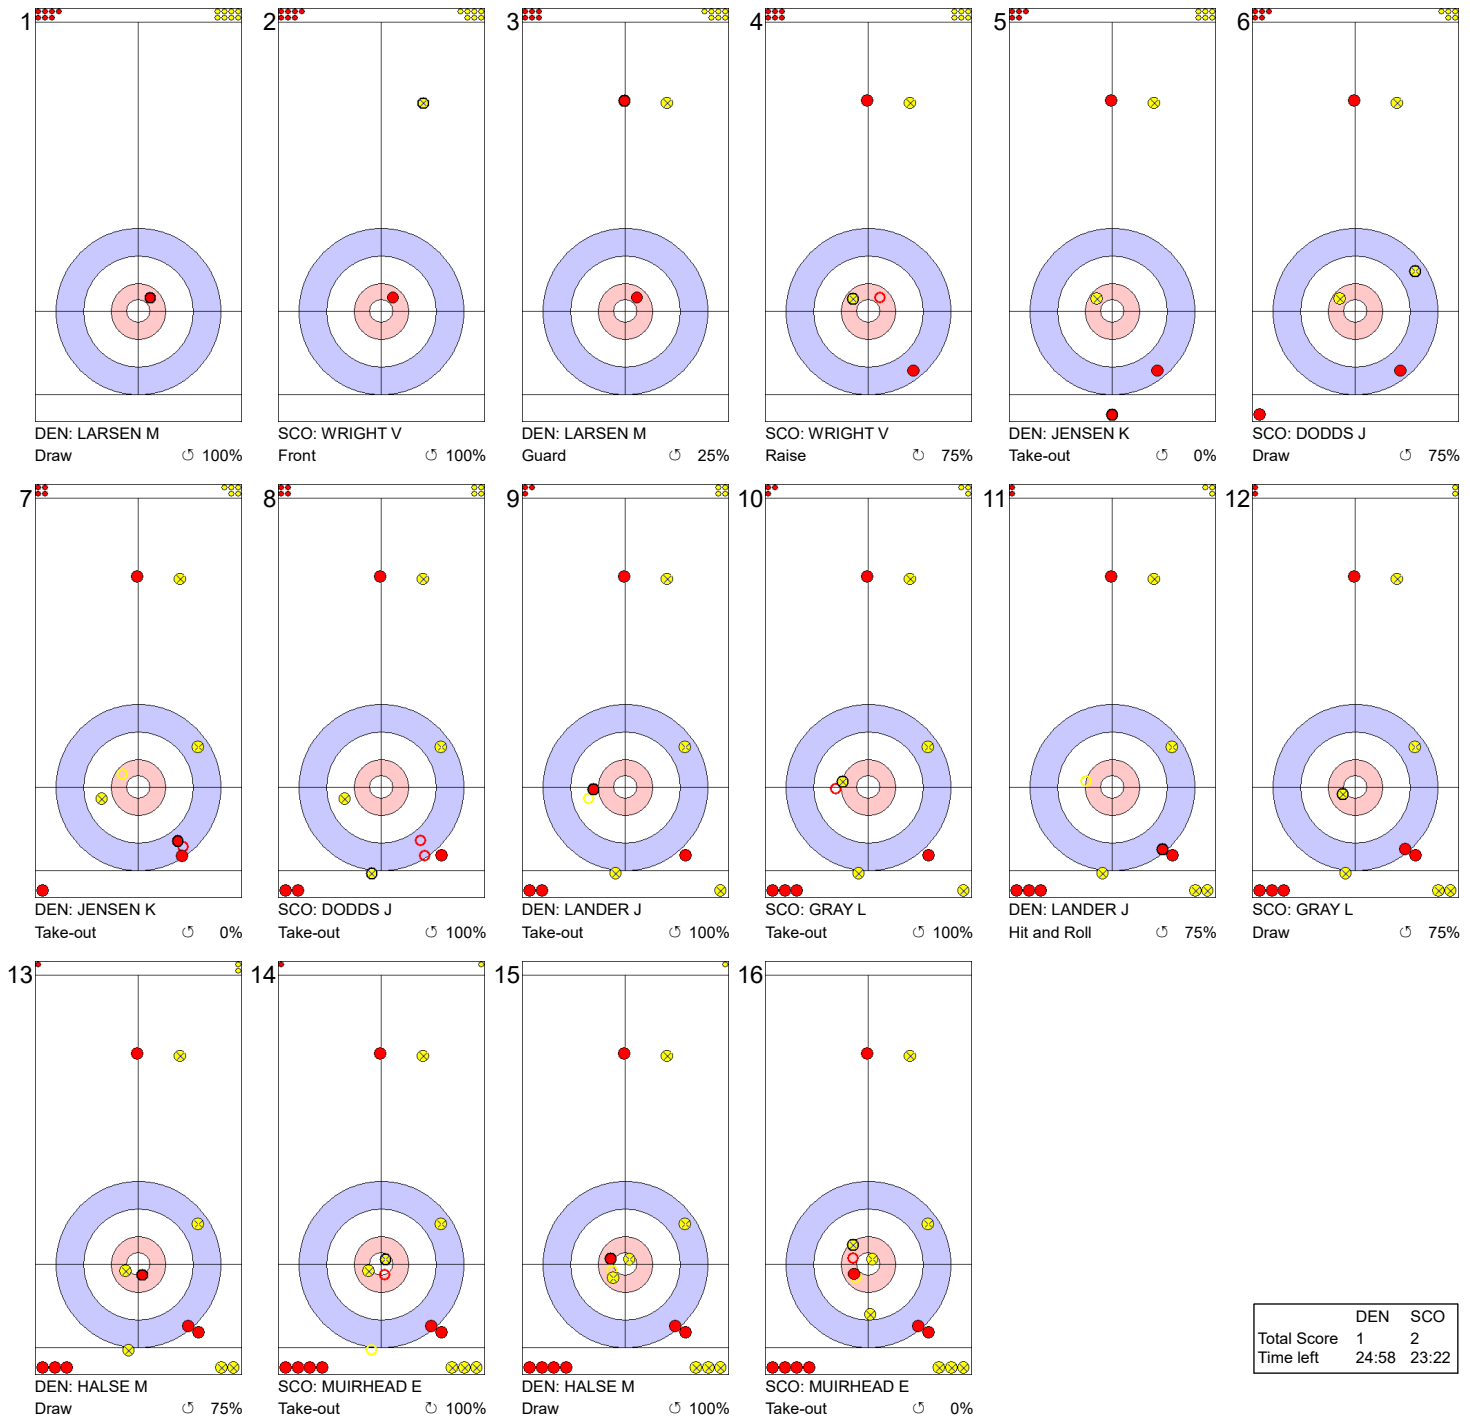 1
DEN: LARSEN M
Draw ↺ 100%
2
SCO: WRIGHT V
Front ↺ 100%
3
DEN: LARSEN M
Guard ↺ 25%
4
SCO: WRIGHT V
Raise ↻ 75%
5
DEN: JENSEN K
Take-out ↺ 0%
6
SCO: DODDS J
Draw ↺ 75%
7
DEN: JENSEN K
Take-out ↺ 0%
8
SCO: DODDS J
Take-out ↺ 100%
9
DEN: LANDER J
Take-out ↺ 100%
10
SCO: GRAY L
Take-out ↺ 100%
11
DEN: LANDER J
Hit and Roll ↺ 75%
12
SCO: GRAY L
Draw ↺ 75%
13
DEN: HALSE M
Draw ↺ 75%
14
SCO: MUIRHEAD E
Take-out ↻ 100%
15
DEN: HALSE M
Draw ↺ 100%
16
SCO: MUIRHEAD E
Take-out ↻ 0%
DEN SCO
Total Score 1 2
Time left 24:58 23:22